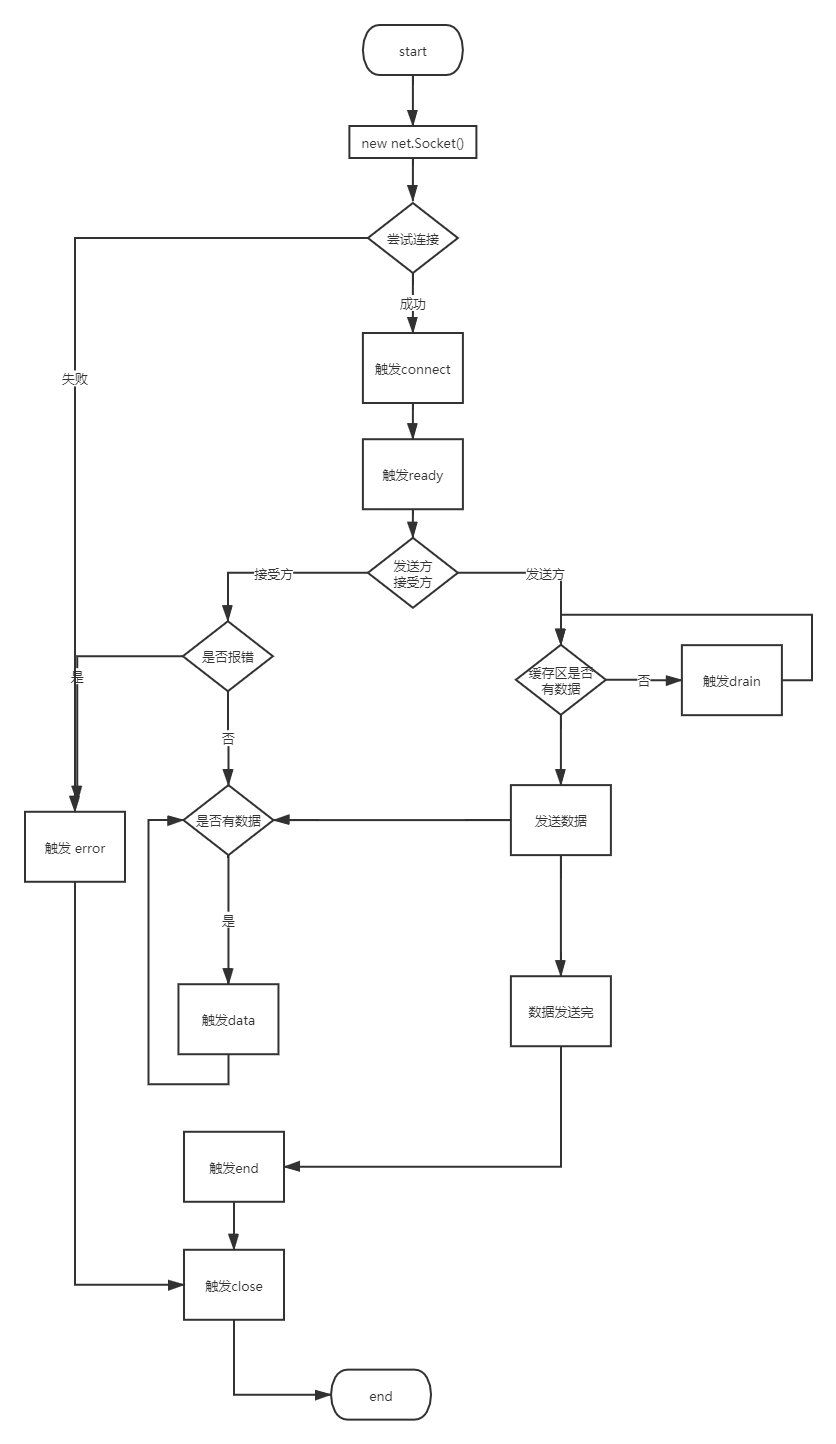 start
new net.Socket()
尝试连接
成功
触发connect
失败
触发ready
发送方
接受方
接受方
发送方
是否报错
是
缓存区是否
有数据
否
触发drain
否
是否有数据
发送数据
触发 error
是
触发data
数据发送完
触发end
触发close
end